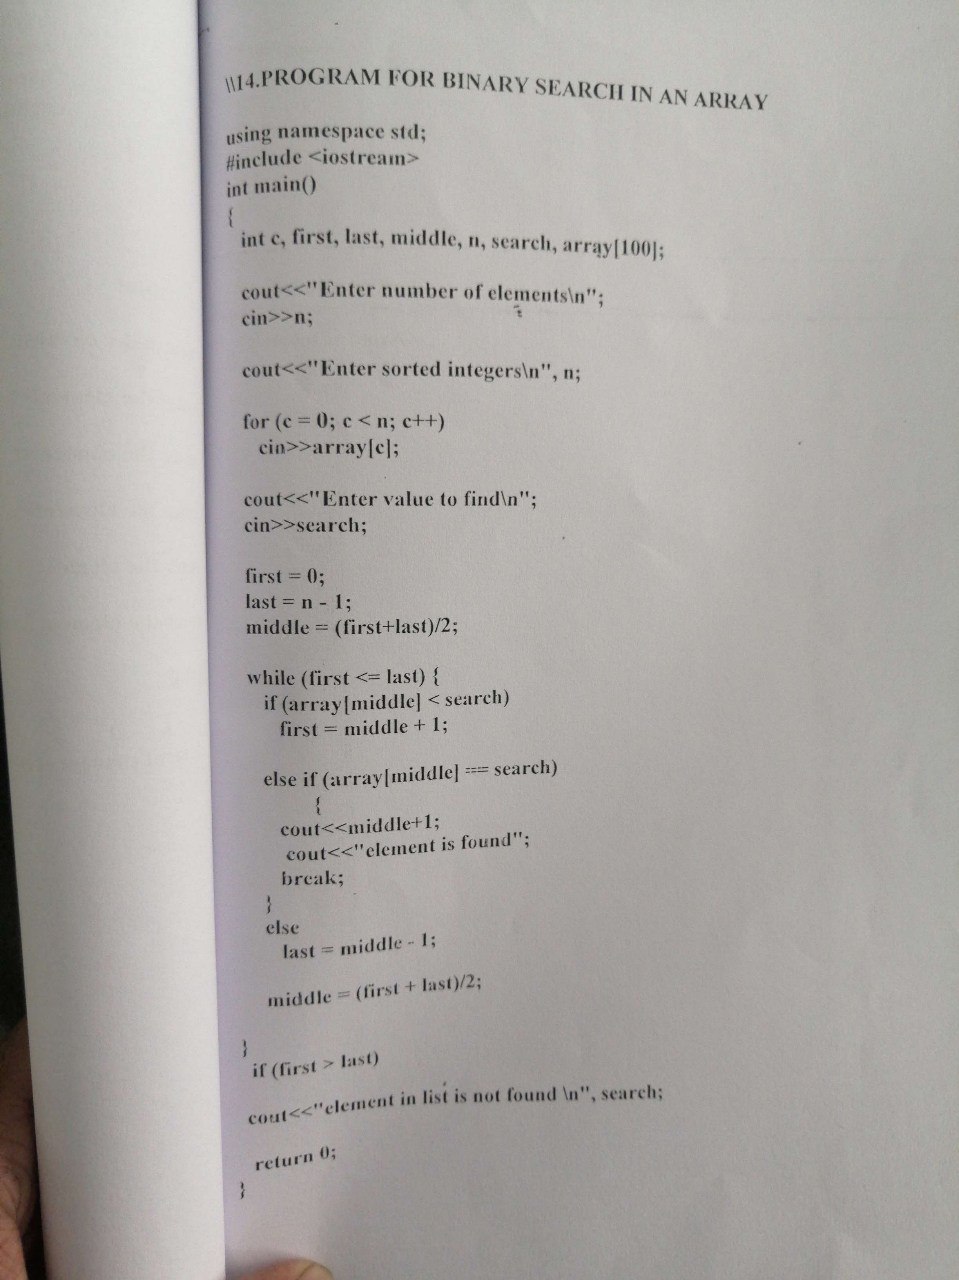 \\14.PROGRAM FOR BINARY SEARCH IN AN ARRAY
using namespace std;
#include <iostream>
int main()
{
int c, first, last, middle, n, search, array[100];
cout<<"Enter number of elements\n";
cin>>n;
cout<<"Enter sorted integers\n", n;
for (c = 0; c < n; c++)
cin>>array[c];
cout<<"Enter value to find\n";
cin>>search;
first = 0;
last = n - 1;
middle = (first+last)/2;
while (first <= last) {
if (array[middle] < search)
first = middle + 1;
else if (array[middle] == search)
{
cout<<middle+1;
cout<<"element is found";
break;
}
else
last = middle - 1;
middle = (first + last)/2;
}
if (first > last)
cout<<"element in list is not found \n", search;
return 0;
}